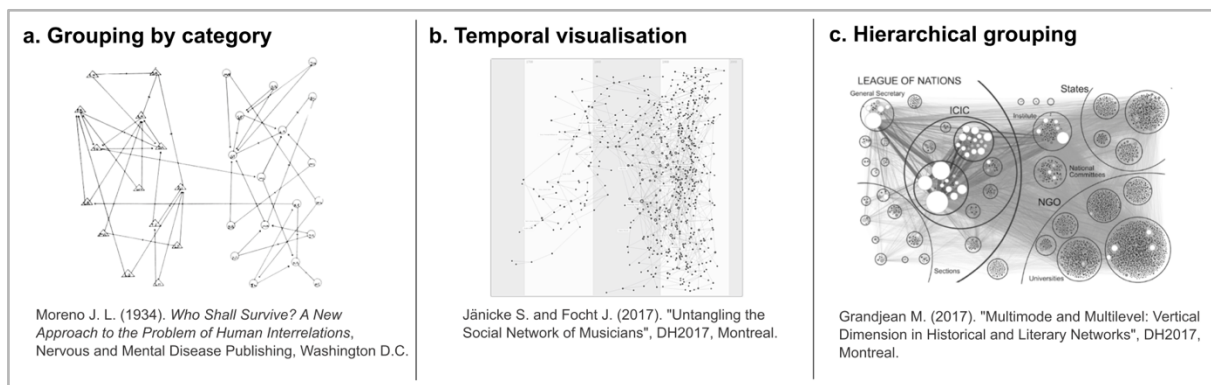 a. Grouping by category
Moreno J. L. (1934). Who Shall Survive? A New
Approach to the Problem of Human Interrelations,
Nervous and Mental Disease Publishing, Washington D.C.
b. Temporal visualisation
Jänicke S. and Focht J. (2017). "Untangling the
Social Network of Musicians", DH2017, Montreal.
c. Hierarchical grouping
LEAGUE OF NATIONS
General Secretary
States
ICIC
Institute
National
Committees
NGO
Sections
Universities
Grandjean M. (2017). "Multimode and Multilevel: Vertical
Dimension in Historical and Literary Networks", DH2017,
Montreal.